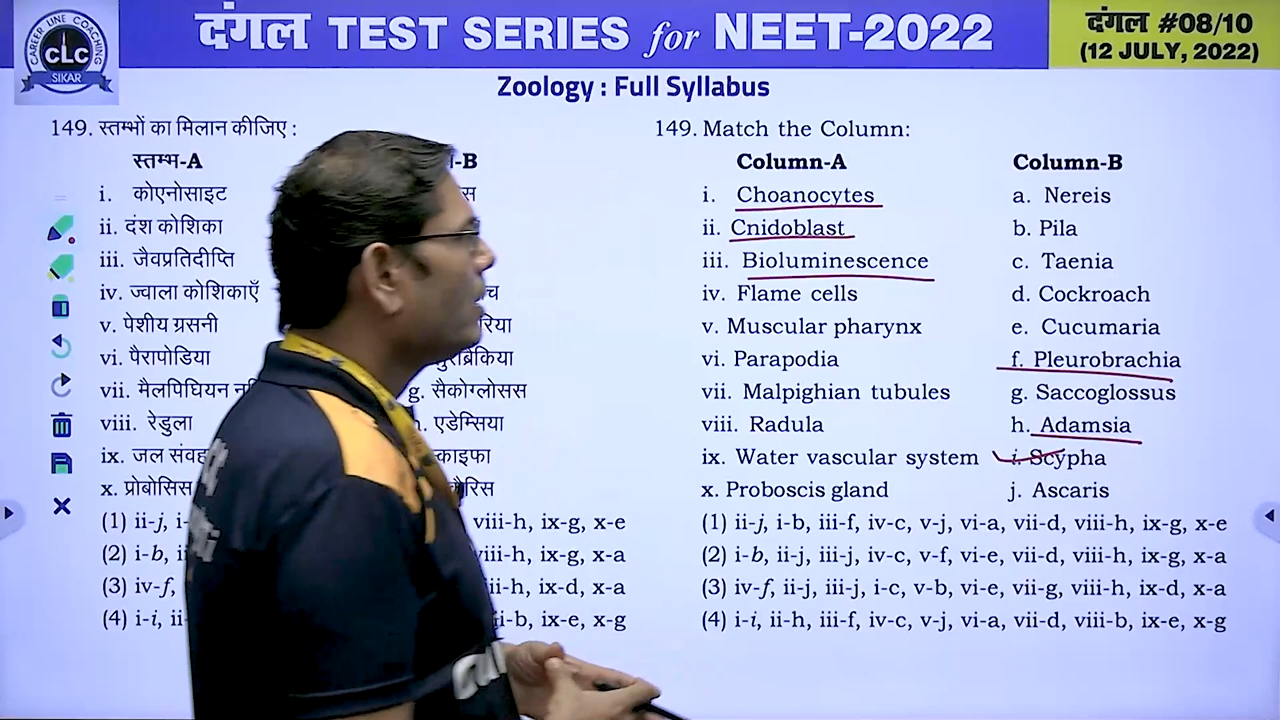 CAREER LINE COACHING
CLC
SIKAR
दंगल TEST SERIES for NEET-2022
दंगल #08/10
(12 JULY, 2022)
Zoology : Full Syllabus
149. स्तम्भों का मिलान कीजिए :
स्तम्भ-A
-B
i. कोएनोसाइट
स
ii. दंश कोशिका
iii. जैवप्रतिदीप्ति
iv. ज्वाला कोशिकाएँ
च
v. पेशीय ग्रसनी
रिया
vi. पैरापोडिया
vii. मैलपिघियन
g. सैकोग्लोसस
viii. रेडुला
एडेम्सिया
ix. जल
काइफा
x. प्रोबोसिस
(1) ii-j, i-
viii-h, ix-g, x-e
(2) i-b, ii
viii-h, ix-g, x-a
(3) iv-f,
ii-h, ix-d, x-a
(4) i-i, ii-
i-b, ix-e, x-g
149. Match the Column:
Column-A Column-B
i. Choanocytes a. Nereis
ii. Cnidoblast b. Pila
iii. Bioluminescence c. Taenia
iv. Flame cells d. Cockroach
v. Muscular pharynx e. Cucumaria
vi. Parapodia f. Pleurobrachia
vii. Malpighian tubules g. Saccoglossus
viii. Radula h. Adamsia
ix. Water vascular system i. Scypha
x. Proboscis gland j. Ascaris
(1) ii-j, i-b, iii-f, iv-c, v-j, vi-a, vii-d, viii-h, ix-g, x-e
(2) i-b, ii-j, iii-j, iv-c, v-f, vi-e, vii-d, viii-h, ix-g, x-a
(3) iv-f, ii-j, iii-j, i-c, v-b, vi-e, vii-g, viii-h, ix-d, x-a
(4) i-i, ii-h, iii-f, iv-c, v-j, vi-a, vii-d, viii-b, ix-e, x-g